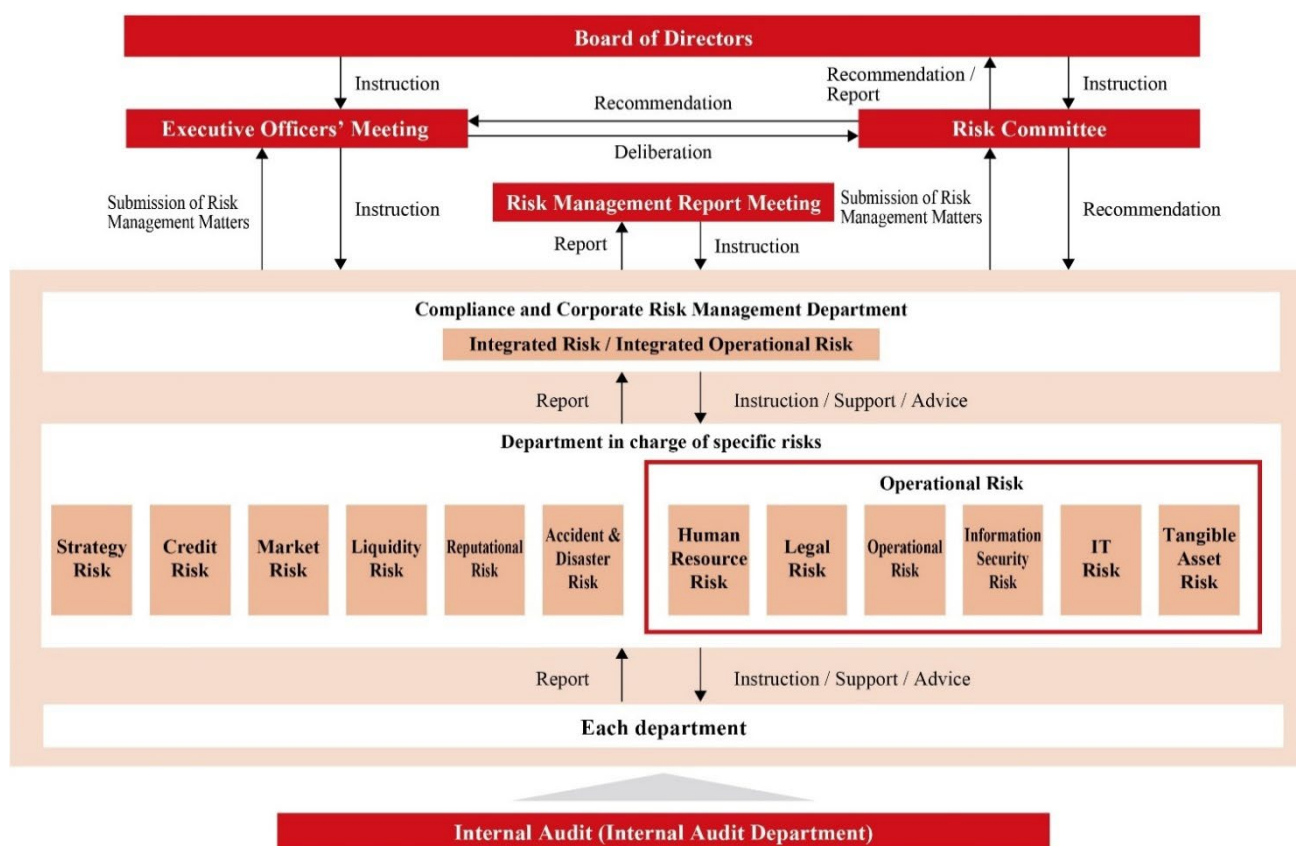 Board of Directors
Instruction
Recommendation /
Report
Instruction
Recommendation
Executive Officers' Meeting
Risk Committee
Deliberation
Submission of Risk
Management Matters
Instruction
Risk Management Report Meeting
Submission of Risk
Management Matters
Recommendation
Report
Instruction
Compliance and Corporate Risk Management Department
Integrated Risk / Integrated Operational Risk
Report
Instruction / Support / Advice
Department in charge of specific risks
Operational Risk
Strategy
Risk
Credit
Risk
Market
Risk
Liquidity
Risk
Reputational
Risk
Accident &
Disaster
Risk
Human
Resource
Risk
Legal
Risk
Operational
Risk
Information
Security
Risk
IT
Risk
Tangible
Asset
Risk
Report
Instruction / Support / Advice
Each department
Internal Audit (Internal Audit Department)